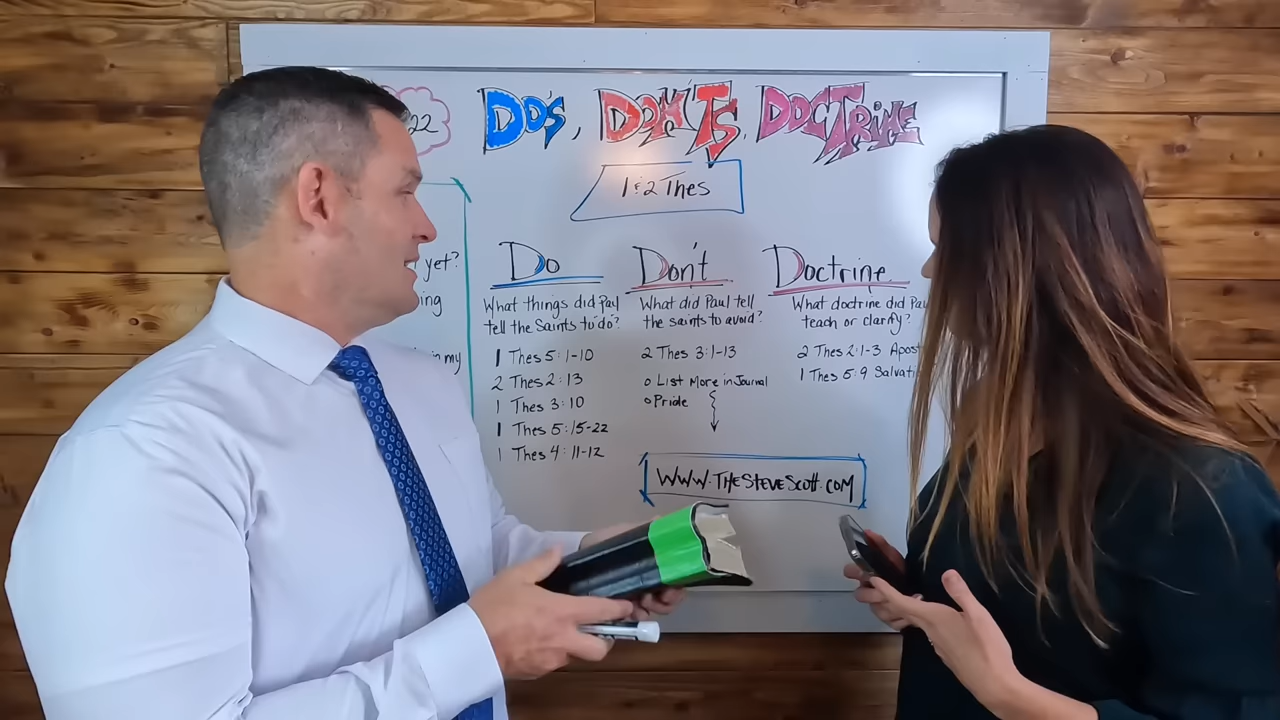 22
DO'S, DON'TS, DOCTRINE
1 & 2 Thes
yet?
in my
Do
What things did Paul
tell the Saints to do?
1 Thes 5:1-10
2 Thes 2:13
1 Thes 3:10
1 Thes 5:15-22
1 Thes 4:11-12
Don't
What did Paul tell
the saints to avoid?
2 Thes 3:1-13
o List More in Journal
o Pride
Doctrine
What doctrine did Pau
teach or clarify?
2 Thes 2:1-3 Apost
1 Thes 5:9 Salvati
WWW.THESTEVESCOTT.COM